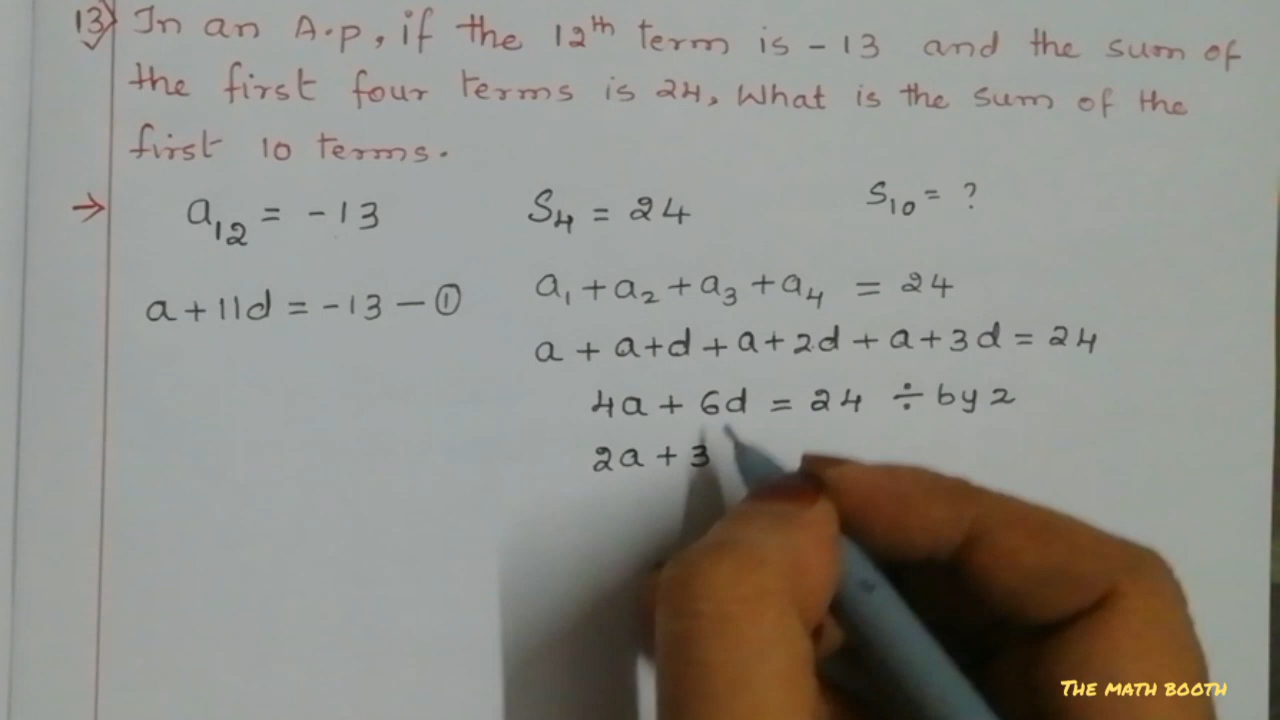 13) In an A.P, if the 12th term is -13 and the sum of
the first four terms is 24, What is the sum of the
first 10 terms.
→ a12 = -13 S4 = 24 S10 = ?
a + 11d = -13 — ① a1 + a2 + a3 + a4 = 24
a + a+d + a+2d + a+3d = 24
4a + 6d = 24 ÷ by 2
2a + 3
THE MATH BOOTH